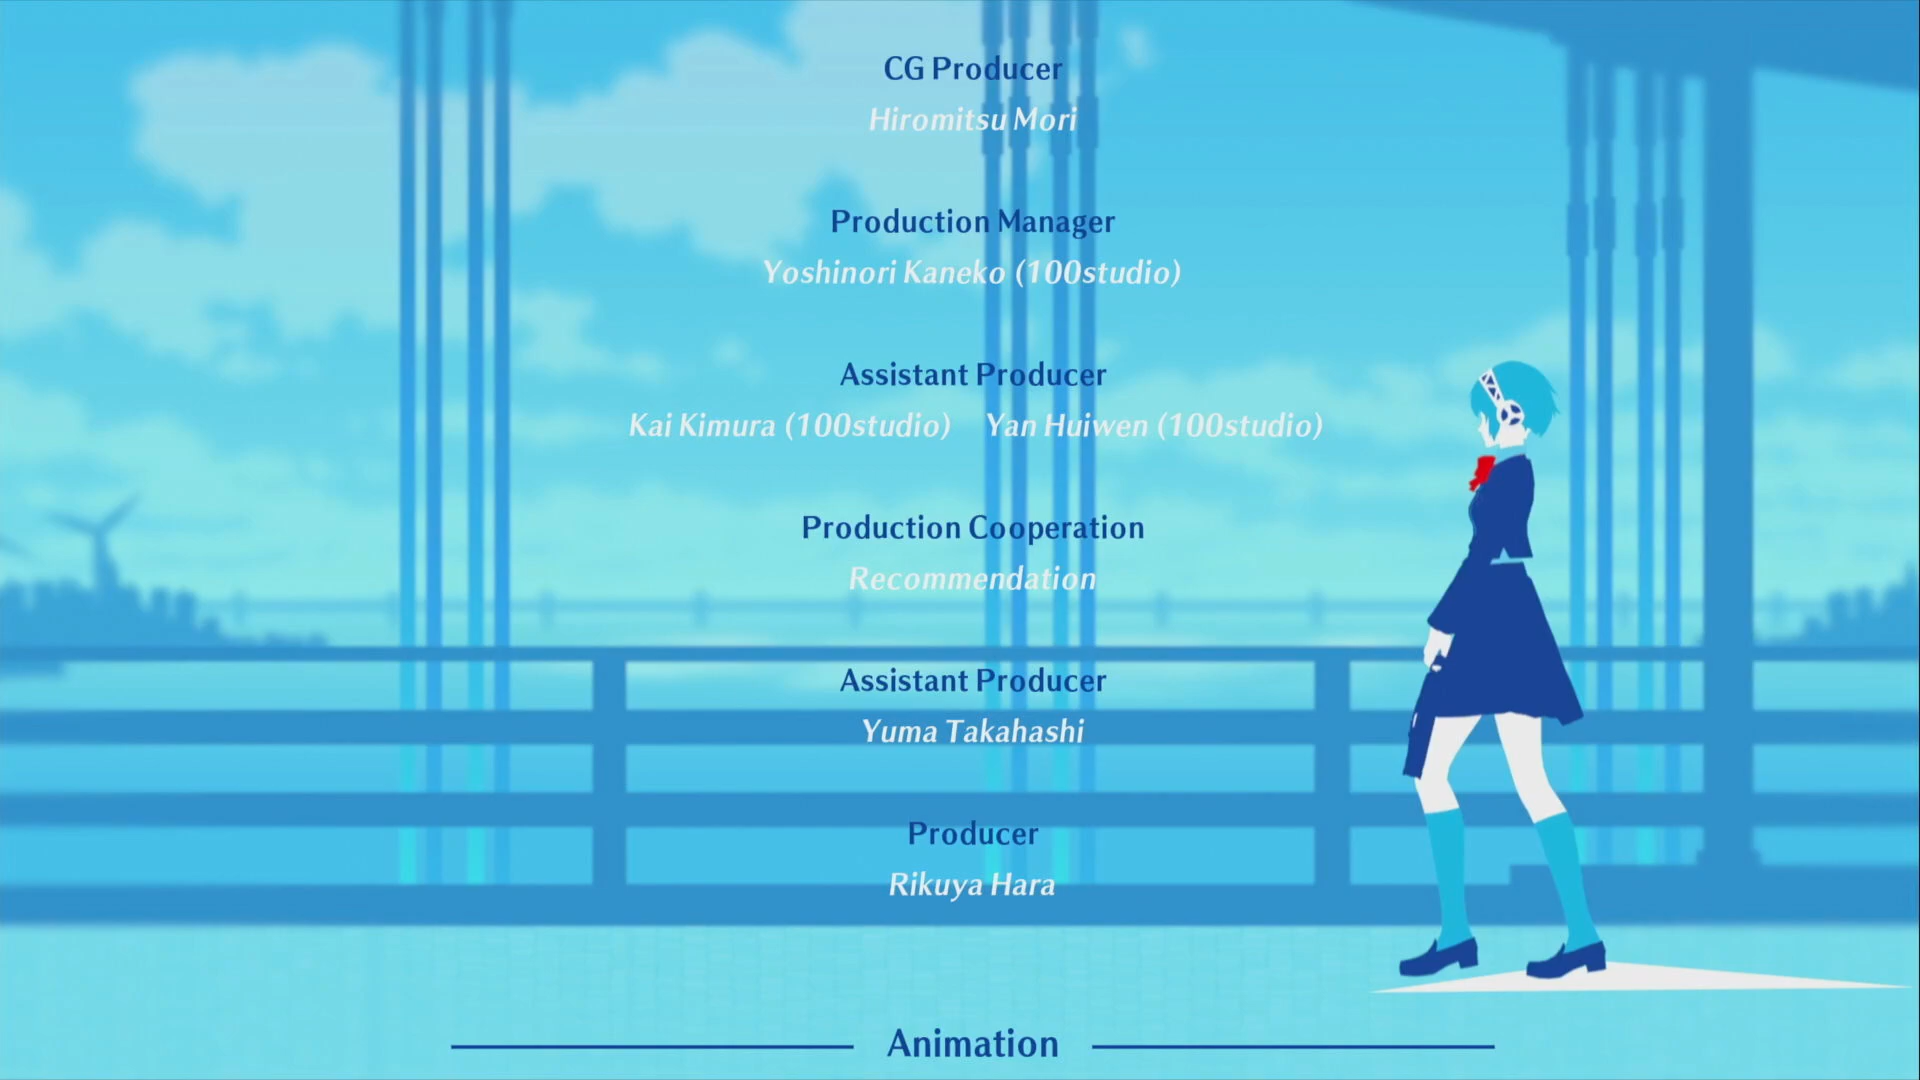 CG Producer
Hiromitsu Mori
Production Manager
Yoshinori Kaneko (100studio)
Assistant Producer
Kai Kimura (100studio) Yan Huiwen (100studio)
Production Cooperation
Recommendation
Assistant Producer
Yuma Takahashi
Producer
Rikuya Hara
Animation